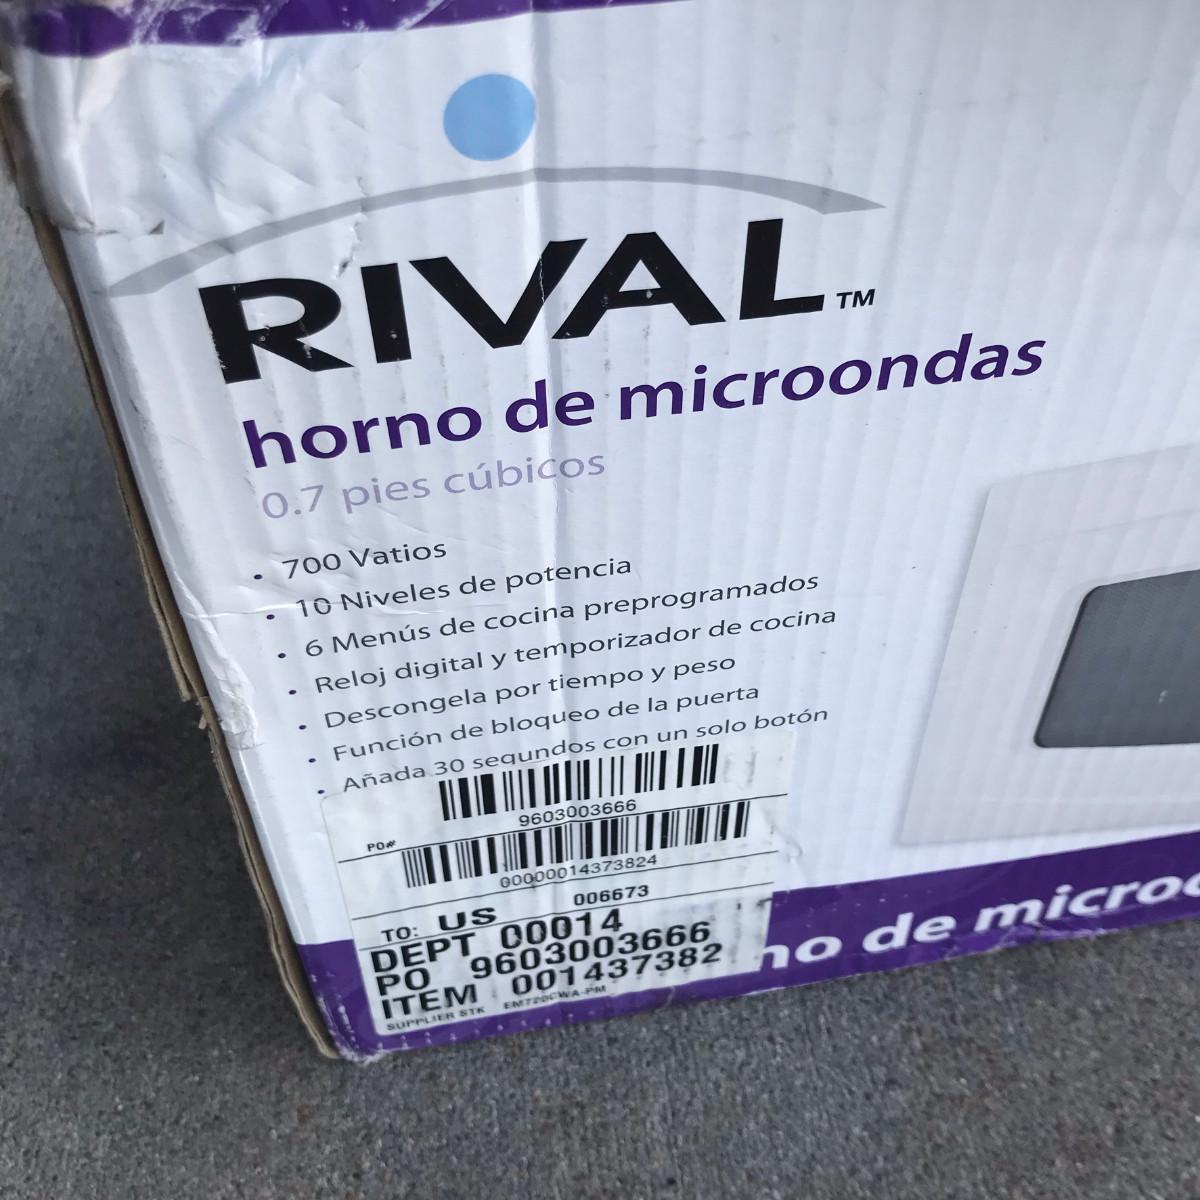 RIVAL™
horno de microondas
0.7 pies cúbicos
• 700 Vatios
• 10 Niveles de potencia
• 6 Menús de cocina preprogramados
• Reloj digital y temporizador de cocina
• Descongela por tiempo y peso
• Función de bloqueo de la puerta
• Añada 30 segundos con un solo botón
9603003666
PO#
00000014373824
006673
TO: US
DEPT 00014
PO 9603003666
ITEM 001437382
SUPPLIER STK EM720CWA-PM
no de microo